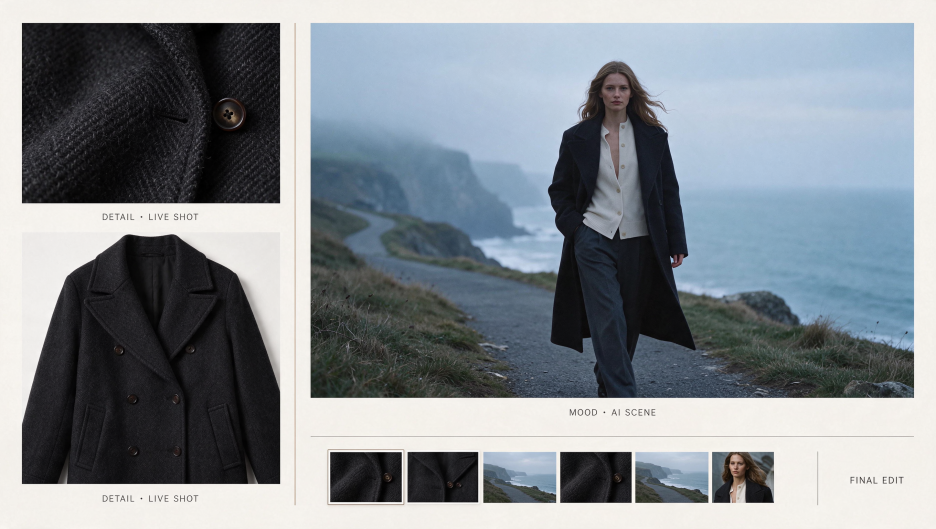 DETAIL • LIVE SHOT
DETAIL • LIVE SHOT
MOOD • AI SCENE
FINAL EDIT